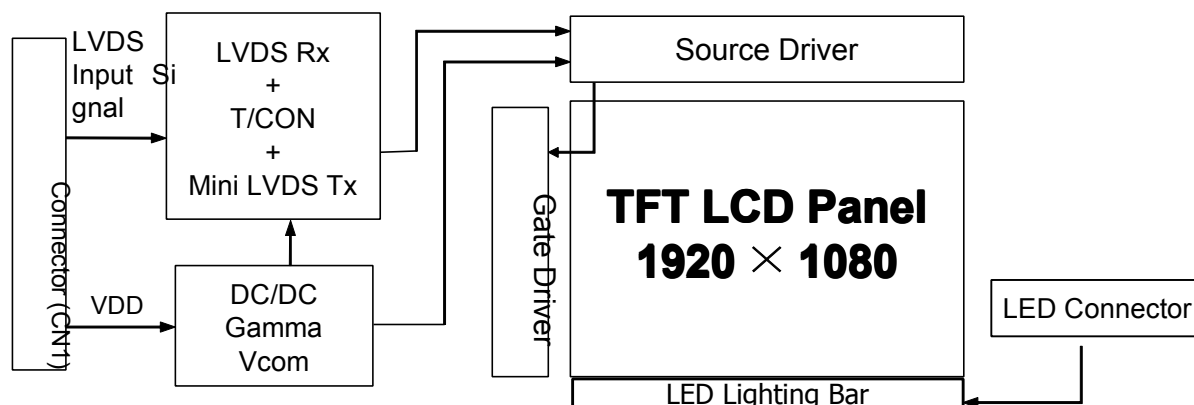 LVDS
Input Si
gnal
Connector (CN1)
VDD
LVDS Rx
+
T/CON
+
Mini LVDS Tx
DC/DC
Gamma
Vcom
Source Driver
Gate Driver
TFT LCD Panel
1920 × 1080
LED Connector
LED Lighting Bar